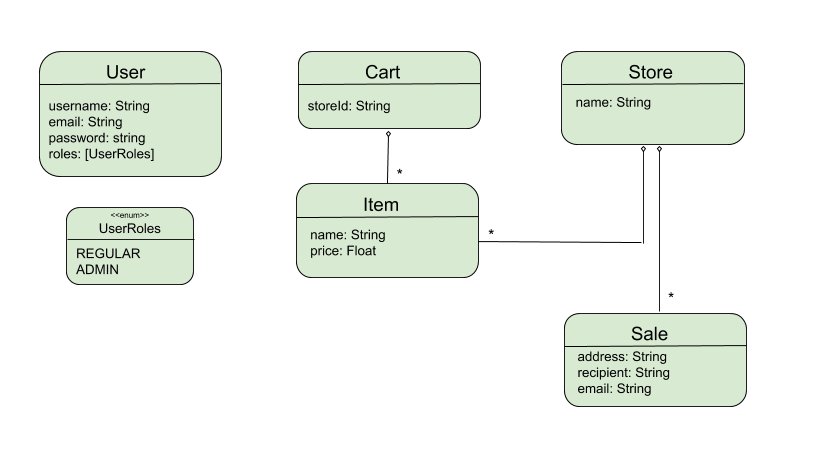 User
username: String
email: String
password: string
roles: [UserRoles]
<<enum>>
UserRoles
REGULAR
ADMIN
Cart
storeId: String
*
Item
name: String
price: Float
*
Store
name: String
*
Sale
address: String
recipient: String
email: String